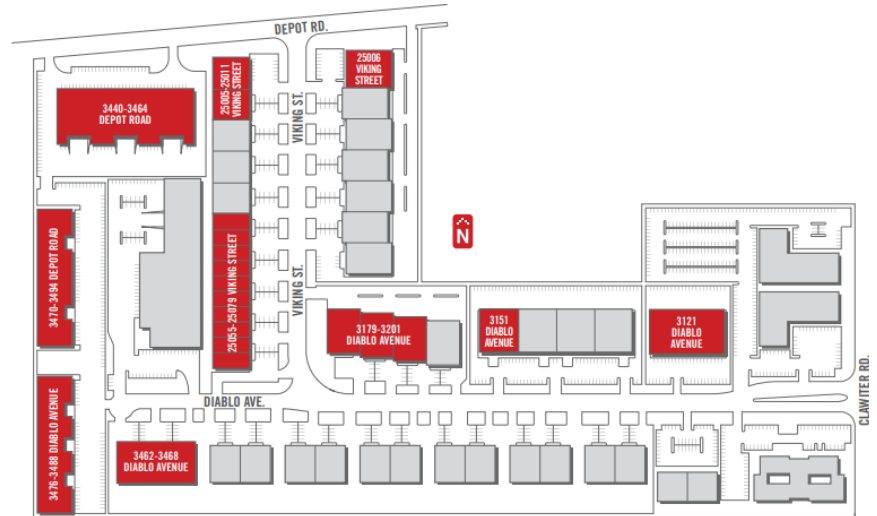 DEPOT RD.
25005-25011
VIKING STREET
25006
VIKING
STREET
3440-3464
DEPOT ROAD
VIKING ST.
3470-3494 DEPOT ROAD
25055-25079 VIKING STREET
VIKING ST.
N
3179-3201
DIABLO AVENUE
3151
DIABLO
AVENUE
3121
DIABLO
AVENUE
CLAWITER RD.
DIABLO AVE.
3476-3488 DIABLO AVENUE
3462-3468
DIABLO AVENUE